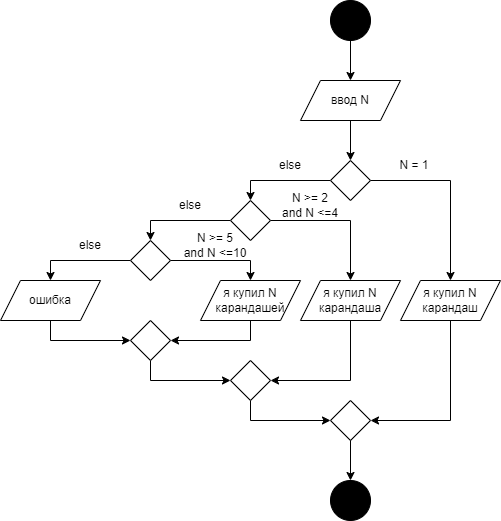 ввод N
else
N = 1
else
N >= 2
and N <=4
else
N >= 5
and N <=10
ошибка
я купил N
карандашей
я купил N
карандаша
я купил N
карандаш